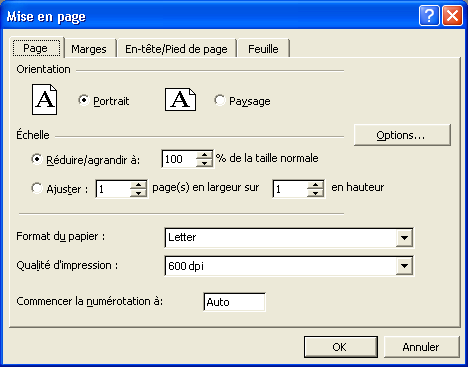 Mise en page
Page Marges En-tête/Pied de page Feuille
Orientation
A Portrait A Paysage
Échelle
Options...
Réduire/agrandir à: 100 % de la taille normale
Ajuster : 1 page(s) en largeur sur 1 en hauteur
Format du papier : Letter
Qualité d'impression : 600 dpi
Commencer la numérotation à: Auto
OK Annuler